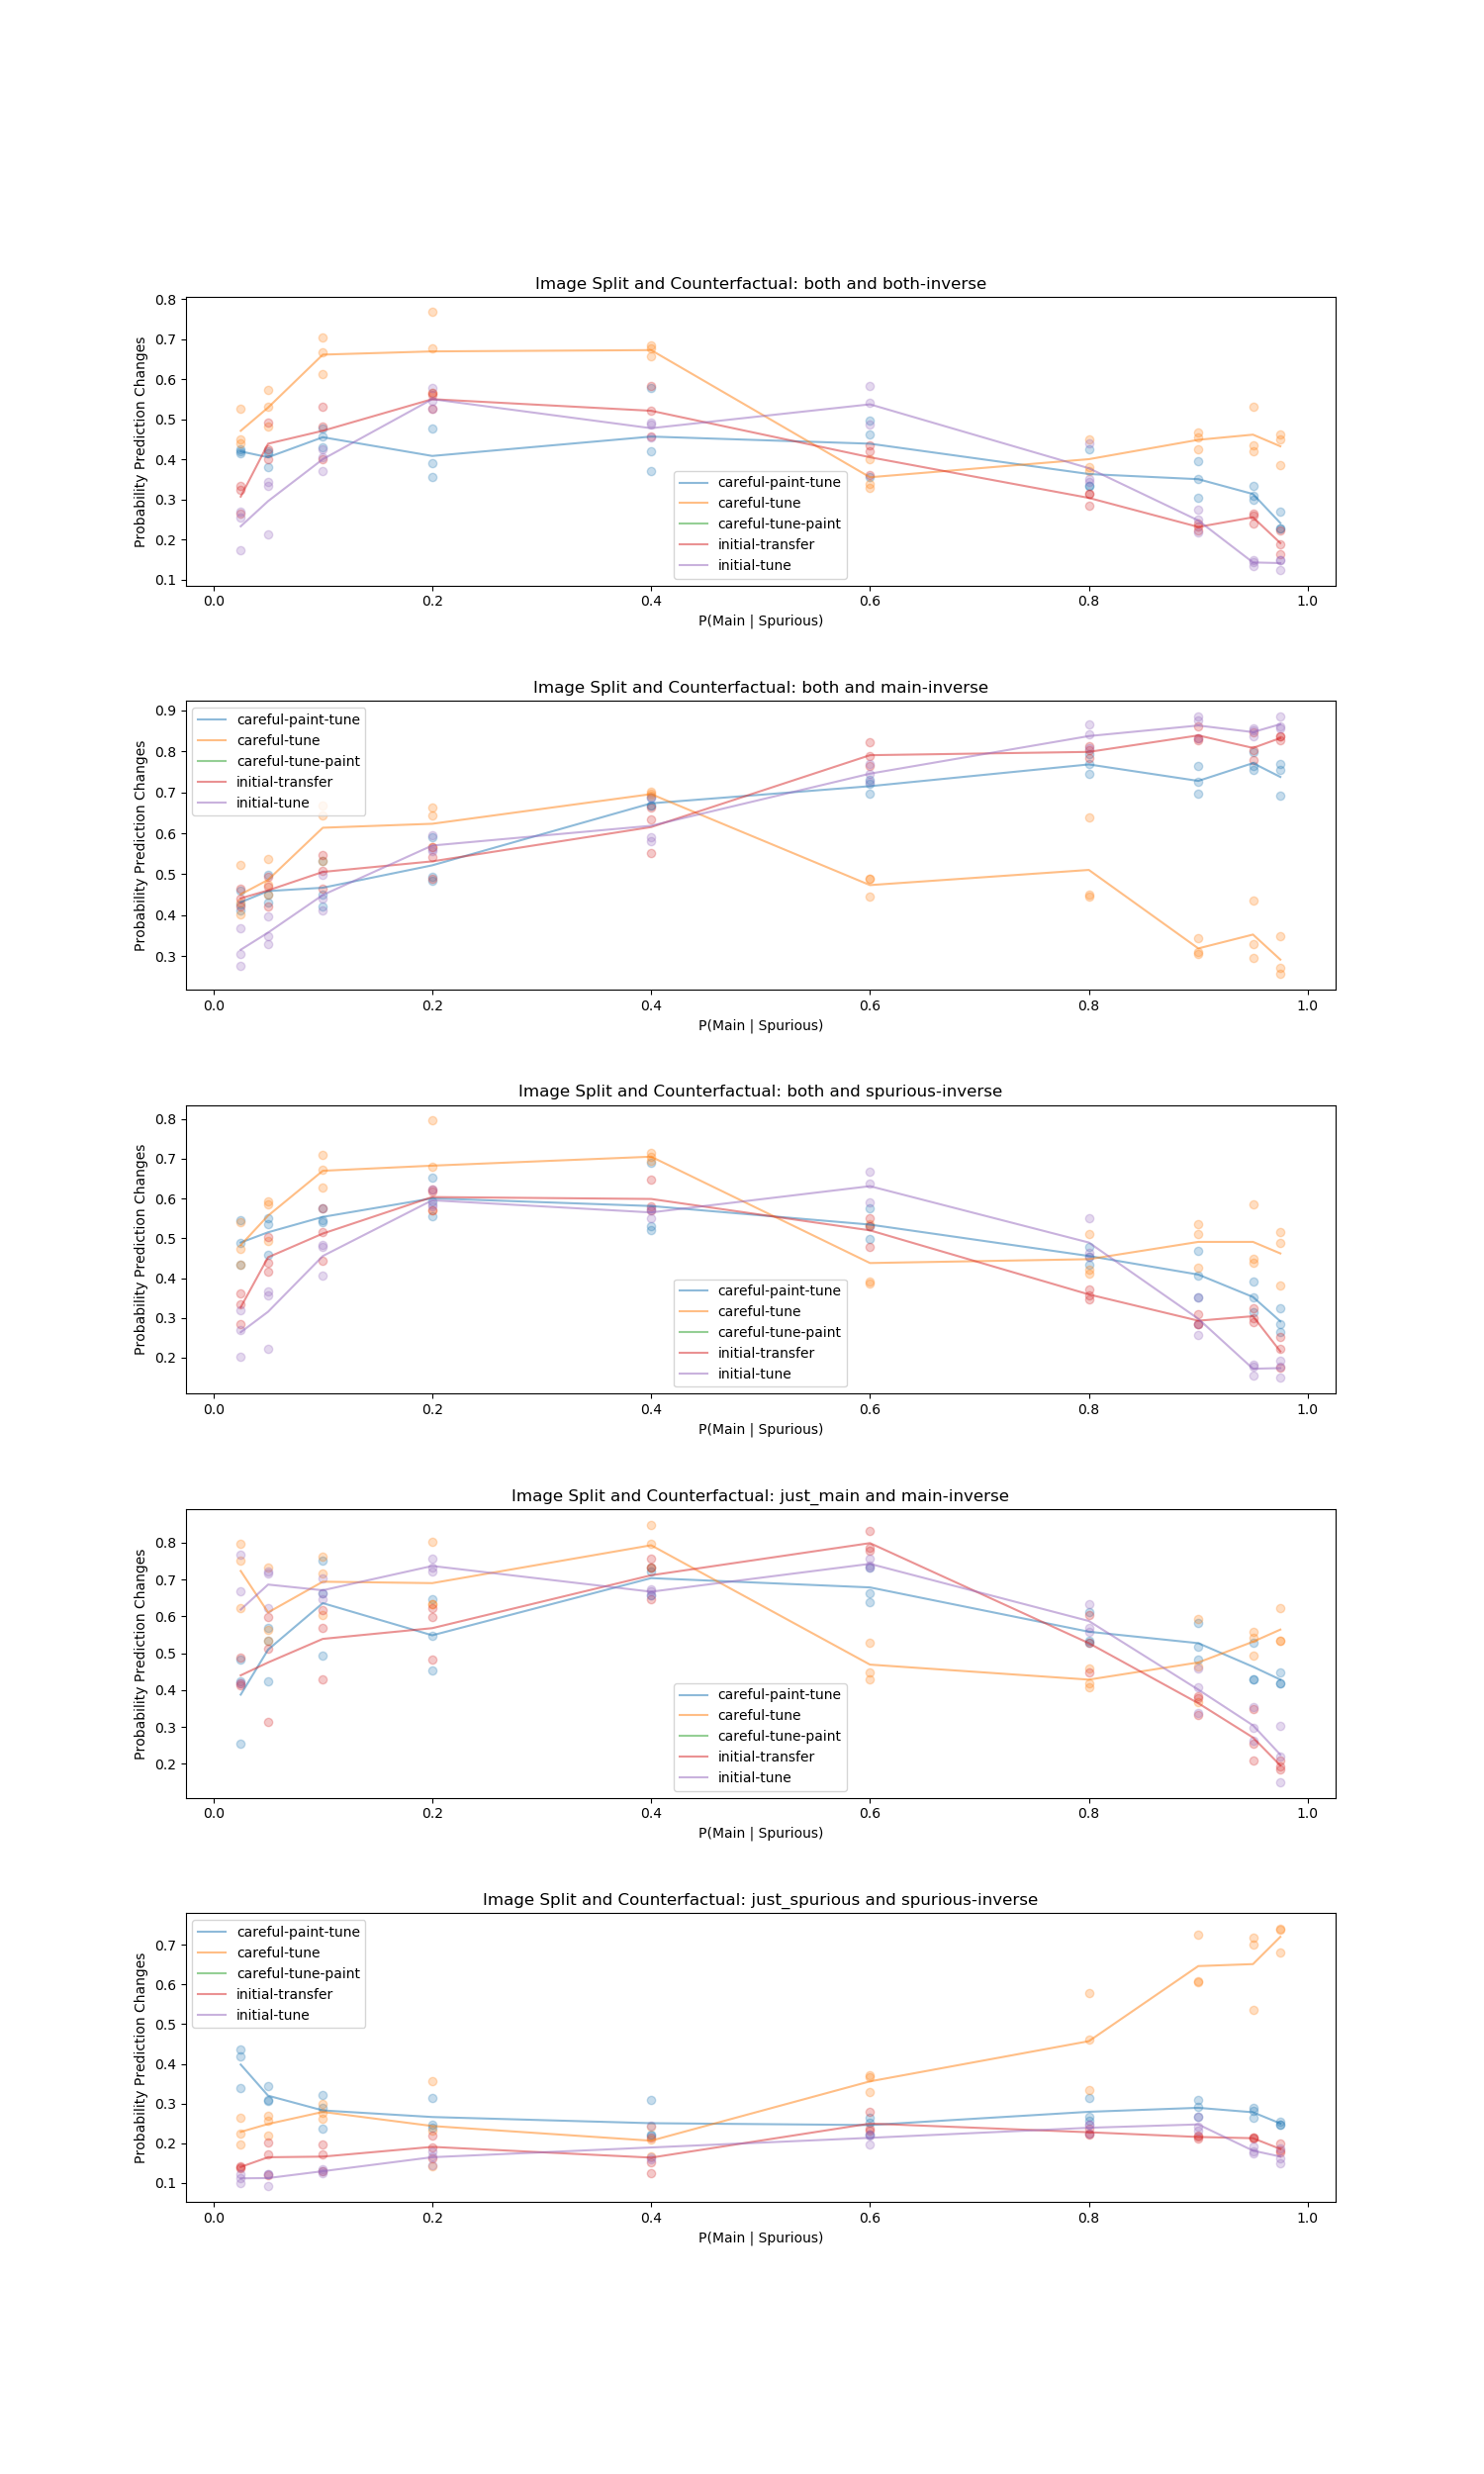 Image Split and Counterfactual: both and both-inverse
0.8
0.7
0.6
0.5
0.4
0.3
0.2
0.1
Probability Prediction Changes
careful-paint-tune
careful-tune
careful-tune-paint
initial-transfer
initial-tune
0.0 0.2 0.4 0.6 0.8 1.0
P(Main | Spurious)
Image Split and Counterfactual: both and main-inverse
0.9
0.8
0.7
0.6
0.5
0.4
0.3
Probability Prediction Changes
careful-paint-tune
careful-tune
careful-tune-paint
initial-transfer
initial-tune
0.0 0.2 0.4 0.6 0.8 1.0
P(Main | Spurious)
Image Split and Counterfactual: both and spurious-inverse
0.8
0.7
0.6
0.5
0.4
0.3
0.2
Probability Prediction Changes
careful-paint-tune
careful-tune
careful-tune-paint
initial-transfer
initial-tune
0.0 0.2 0.4 0.6 0.8 1.0
P(Main | Spurious)
Image Split and Counterfactual: just_main and main-inverse
0.8
0.7
0.6
0.5
0.4
0.3
0.2
Probability Prediction Changes
careful-paint-tune
careful-tune
careful-tune-paint
initial-transfer
initial-tune
0.0 0.2 0.4 0.6 0.8 1.0
P(Main | Spurious)
Image Split and Counterfactual: just_spurious and spurious-inverse
0.7
0.6
0.5
0.4
0.3
0.2
0.1
Probability Prediction Changes
careful-paint-tune
careful-tune
careful-tune-paint
initial-transfer
initial-tune
0.0 0.2 0.4 0.6 0.8 1.0
P(Main | Spurious)